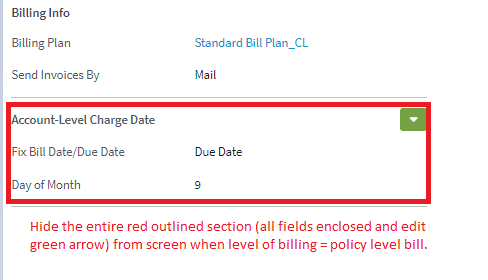 Billing Info
Billing Plan Standard Bill Plan_CL
Send Invoices By Mail
Account-Level Charge Date
Fix Bill Date/Due Date Due Date
Day of Month 9
Hide the entire red outlined section (all fields enclosed and edit
green arrow) from screen when level of billing = policy level bill.